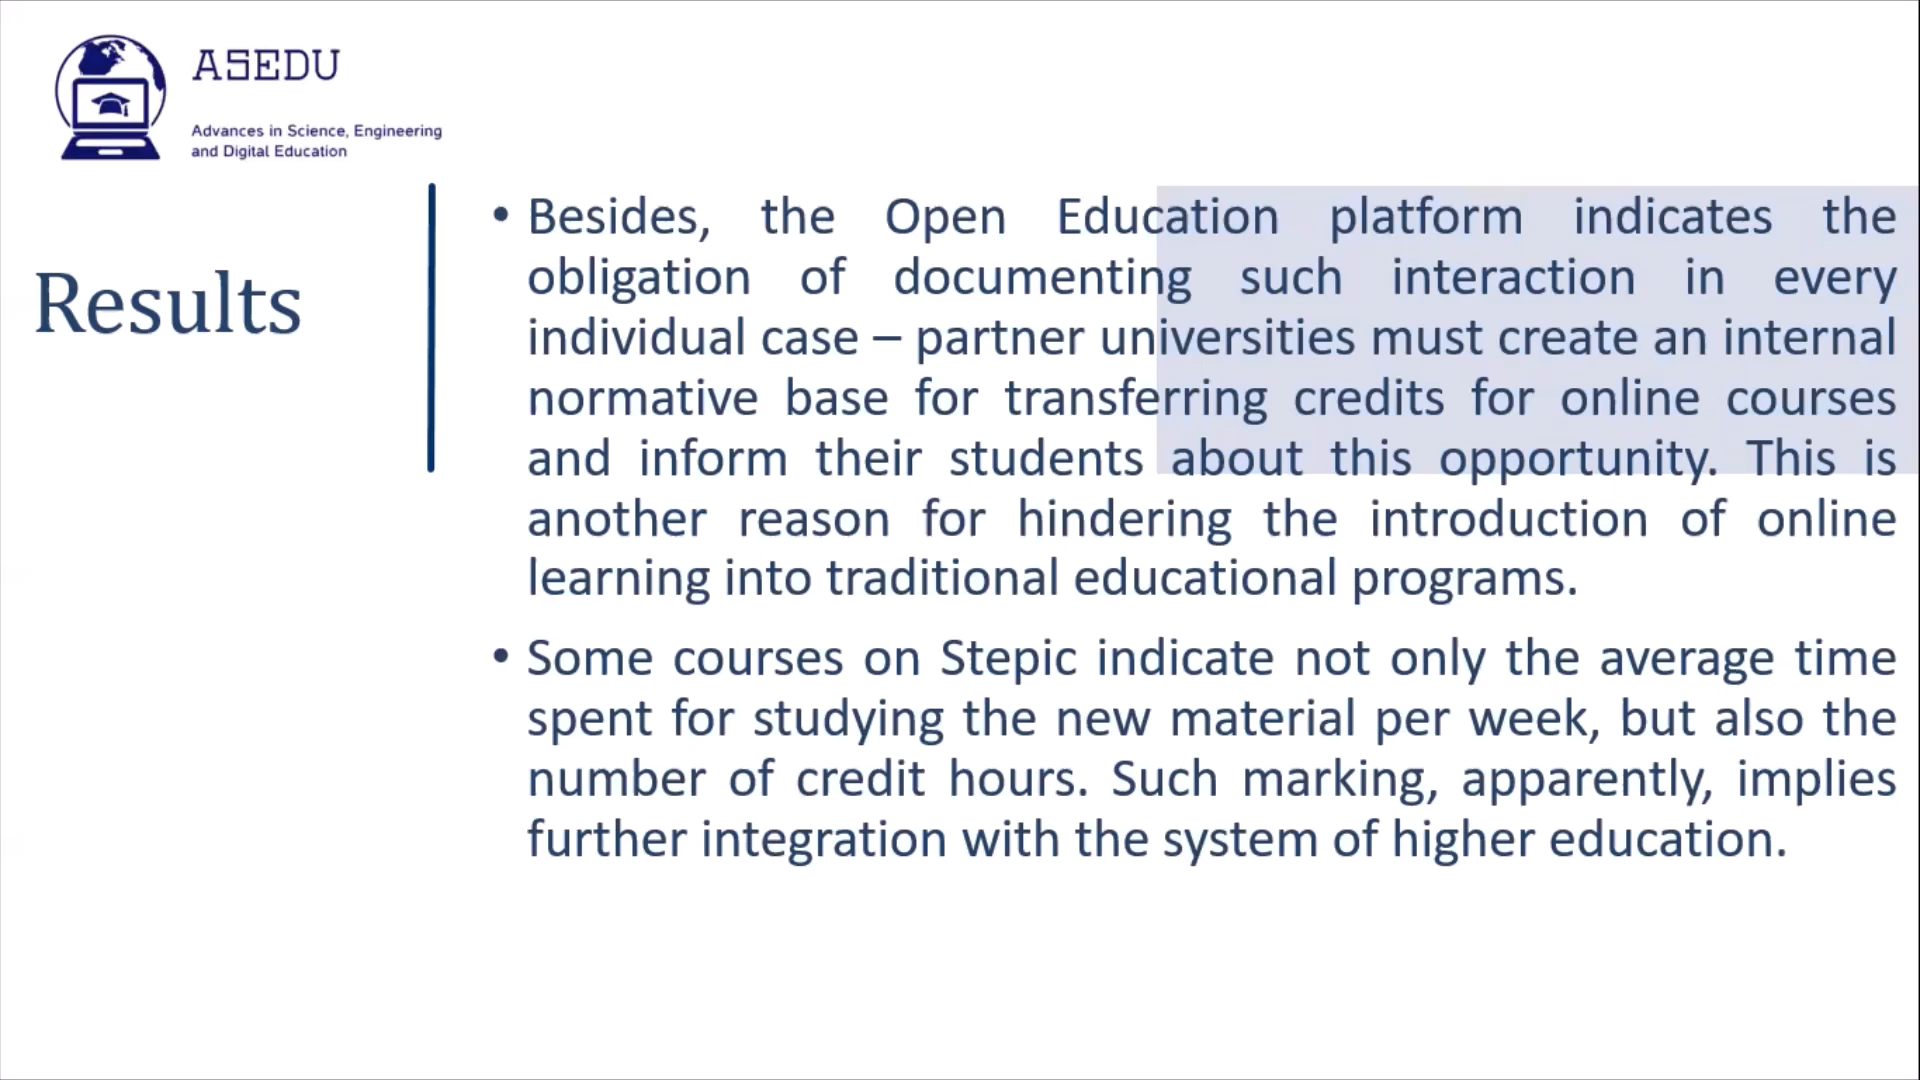 ASEDU
Advances in Science, Engineering
and Digital Education
Results
• Besides, the Open Education platform indicates the
obligation of documenting such interaction in every
individual case – partner universities must create an internal
normative base for transferring credits for online courses
and inform their students about this opportunity. This is
another reason for hindering the introduction of online
learning into traditional educational programs.
• Some courses on Stepic indicate not only the average time
spent for studying the new material per week, but also the
number of credit hours. Such marking, apparently, implies
further integration with the system of higher education.